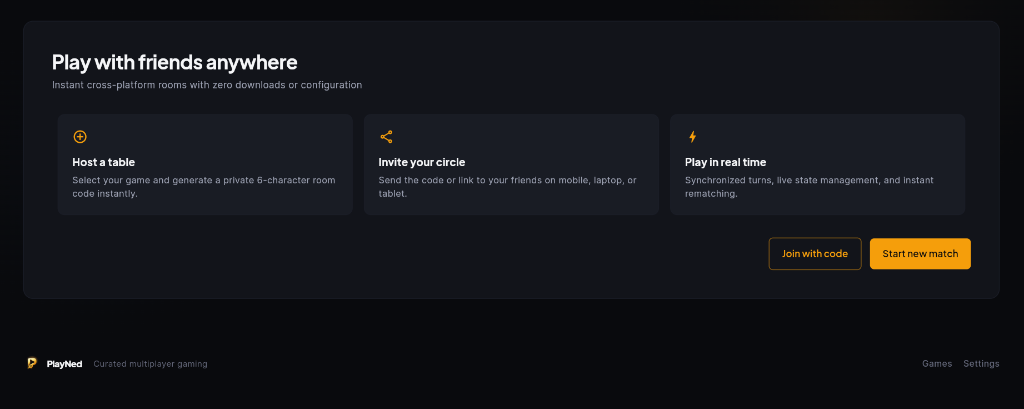 Play with friends anywhere
Instant cross-platform rooms with zero downloads or configuration
Host a table
Select your game and generate a private 6-character room
code instantly.
Invite your circle
Send the code or link to your friends on mobile, laptop, or
tablet.
Play in real time
Synchronized turns, live state management, and instant
rematching.
Join with code
Start new match
PlayNed
Curated multiplayer gaming
Games
Settings